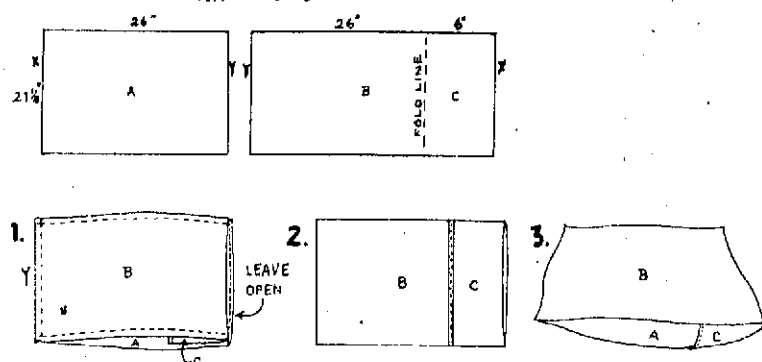 26" 26" 6"
X Y Y X
21½"
A B FOLD LINE C
1. 2. 3.
B B C B
Y
LEAVE
OPEN
A A C
C